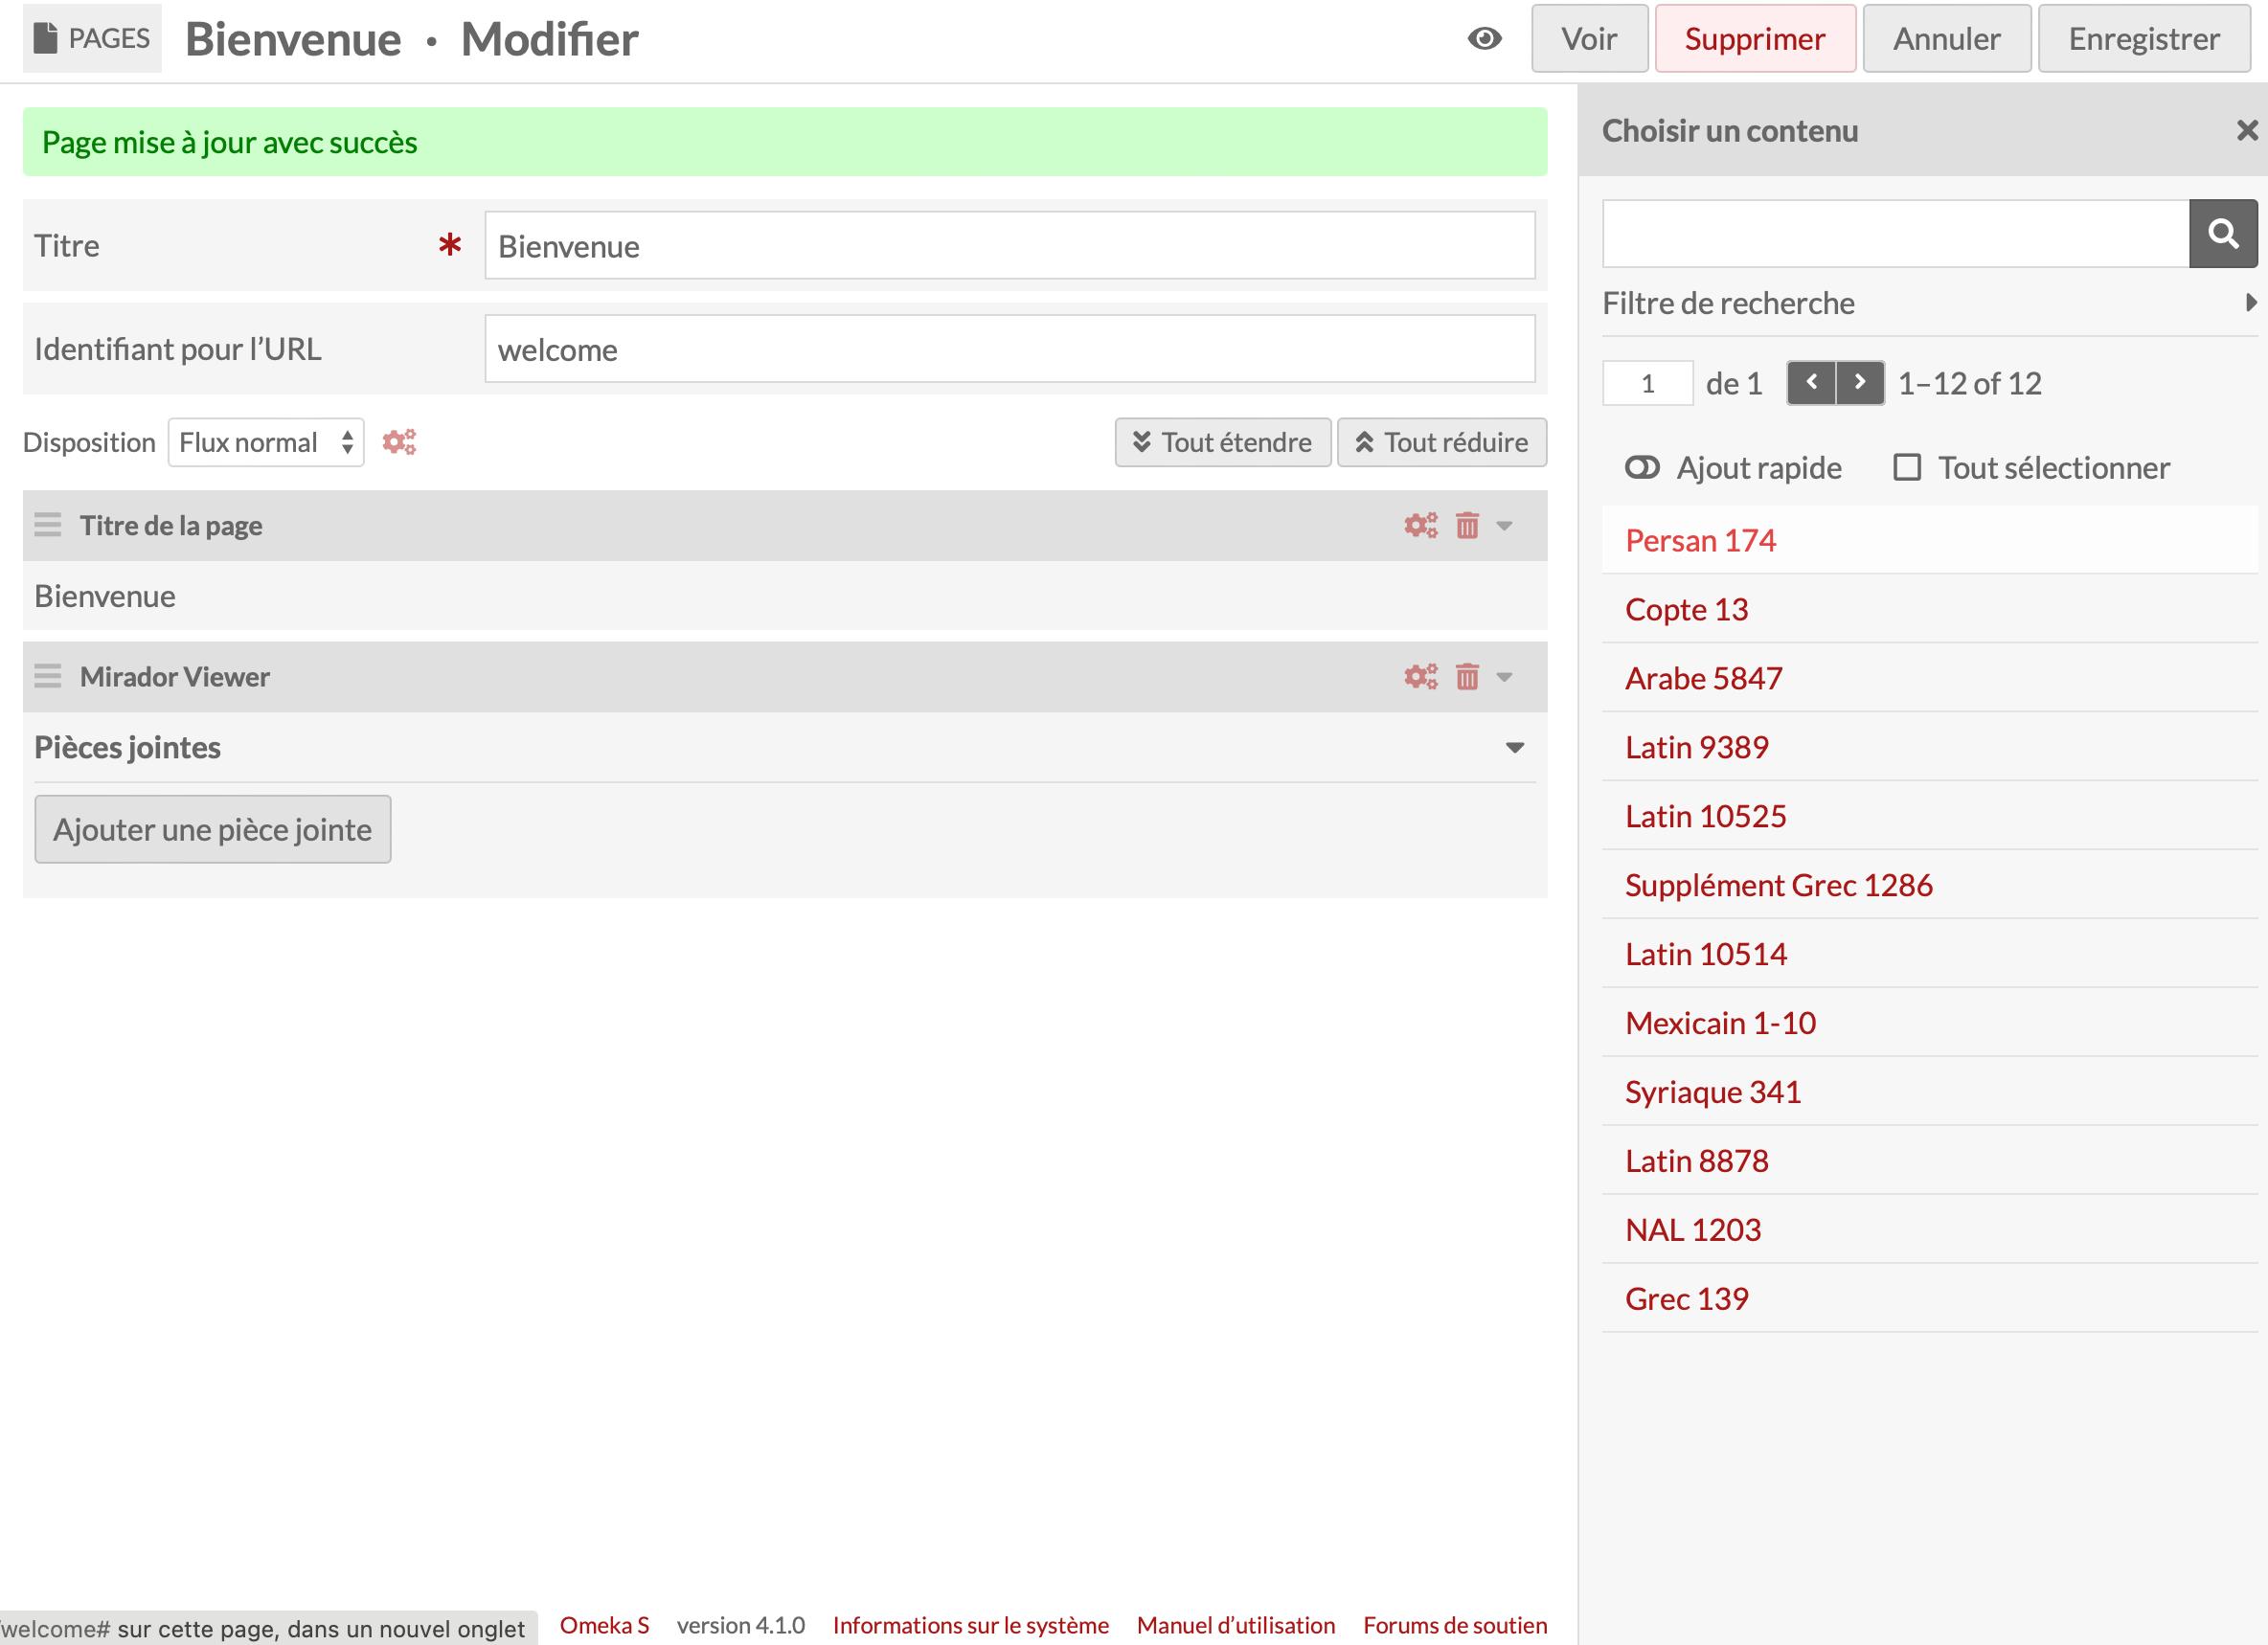 PAGES Bienvenue · Modifier
Voir Supprimer Annuler Enregistrer
Page mise à jour avec succès
Titre * Bienvenue
Identifiant pour l’URL welcome
Disposition Flux normal Tout étendre Tout réduire
Titre de la page
Bienvenue
Mirador Viewer
Pièces jointes
Ajouter une pièce jointe
Choisir un contenu
Filtre de recherche
1 de 1 1–12 of 12
Ajout rapide Tout sélectionner
Persan 174
Copte 13
Arabe 5847
Latin 9389
Latin 10525
Supplément Grec 1286
Latin 10514
Mexicain 1-10
Syriaque 341
Latin 8878
NAL 1203
Grec 139
welcome# sur cette page, dans un nouvel onglet Omeka S version 4.1.0 Informations sur le système Manuel d’utilisation Forums de soutien